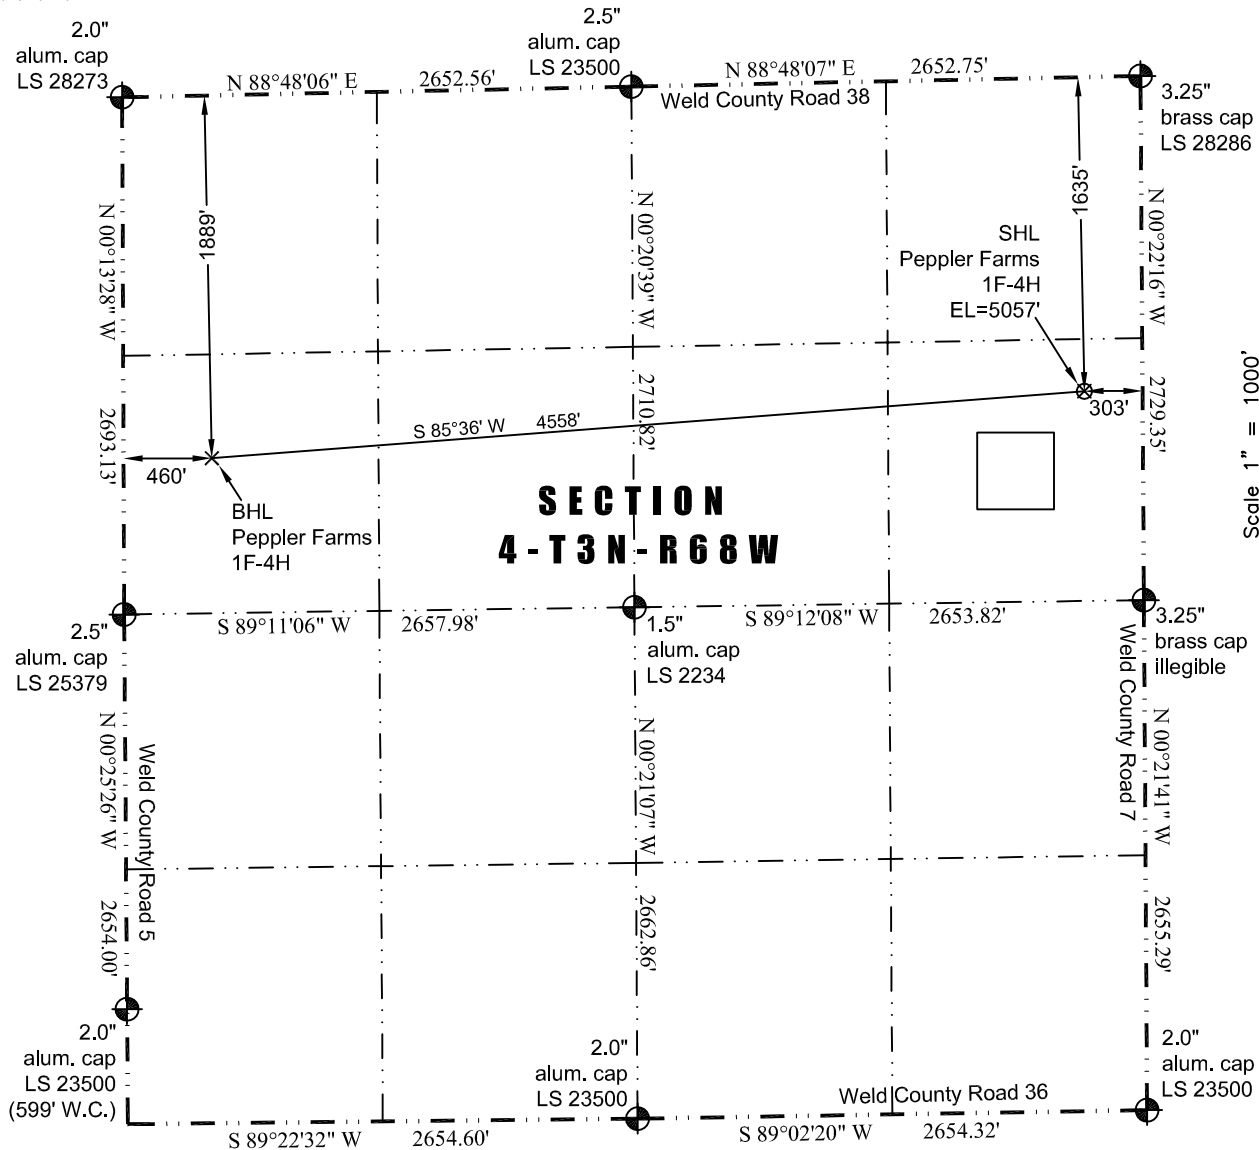 2.0"
alum. cap
LS 28273
2.5"
alum. cap
LS 23500
N 88°48'06" E
2652.56'
N 88°48'07" E
2652.75'
Weld County Road 38
3.25"
brass cap
LS 28286
1889'
1635'
N 00°13'28" W
2693.13'
N 00°20'39" W
2710.82'
N 00°22'16" W
2729.35'
SHL
Peppler Farms
1F-4H
EL=5057'
303'
S 85°36' W
4558'
460'
BHL
Peppler Farms
1F-4H
SECTION
4-T3N-R68W
Scale 1" = 1000'
2.5"
alum. cap
LS 25379
S 89°11'06" W
2657.98'
1.5"
alum. cap
LS 2234
S 89°12'08" W
2653.82'
3.25"
brass cap
illegible
Weld County Road 7
N 00°25'26" W
2654.00'
Weld County Road 5
N 00°21'07" W
2662.86'
N 00°21'41" W
2655.29'
2.0"
alum. cap
LS 23500
(599' W.C.)
2.0"
alum. cap
LS 23500
Weld County Road 36
2.0"
alum. cap
LS 23500
S 89°22'32" W
2654.60'
S 89°02'20" W
2654.32'